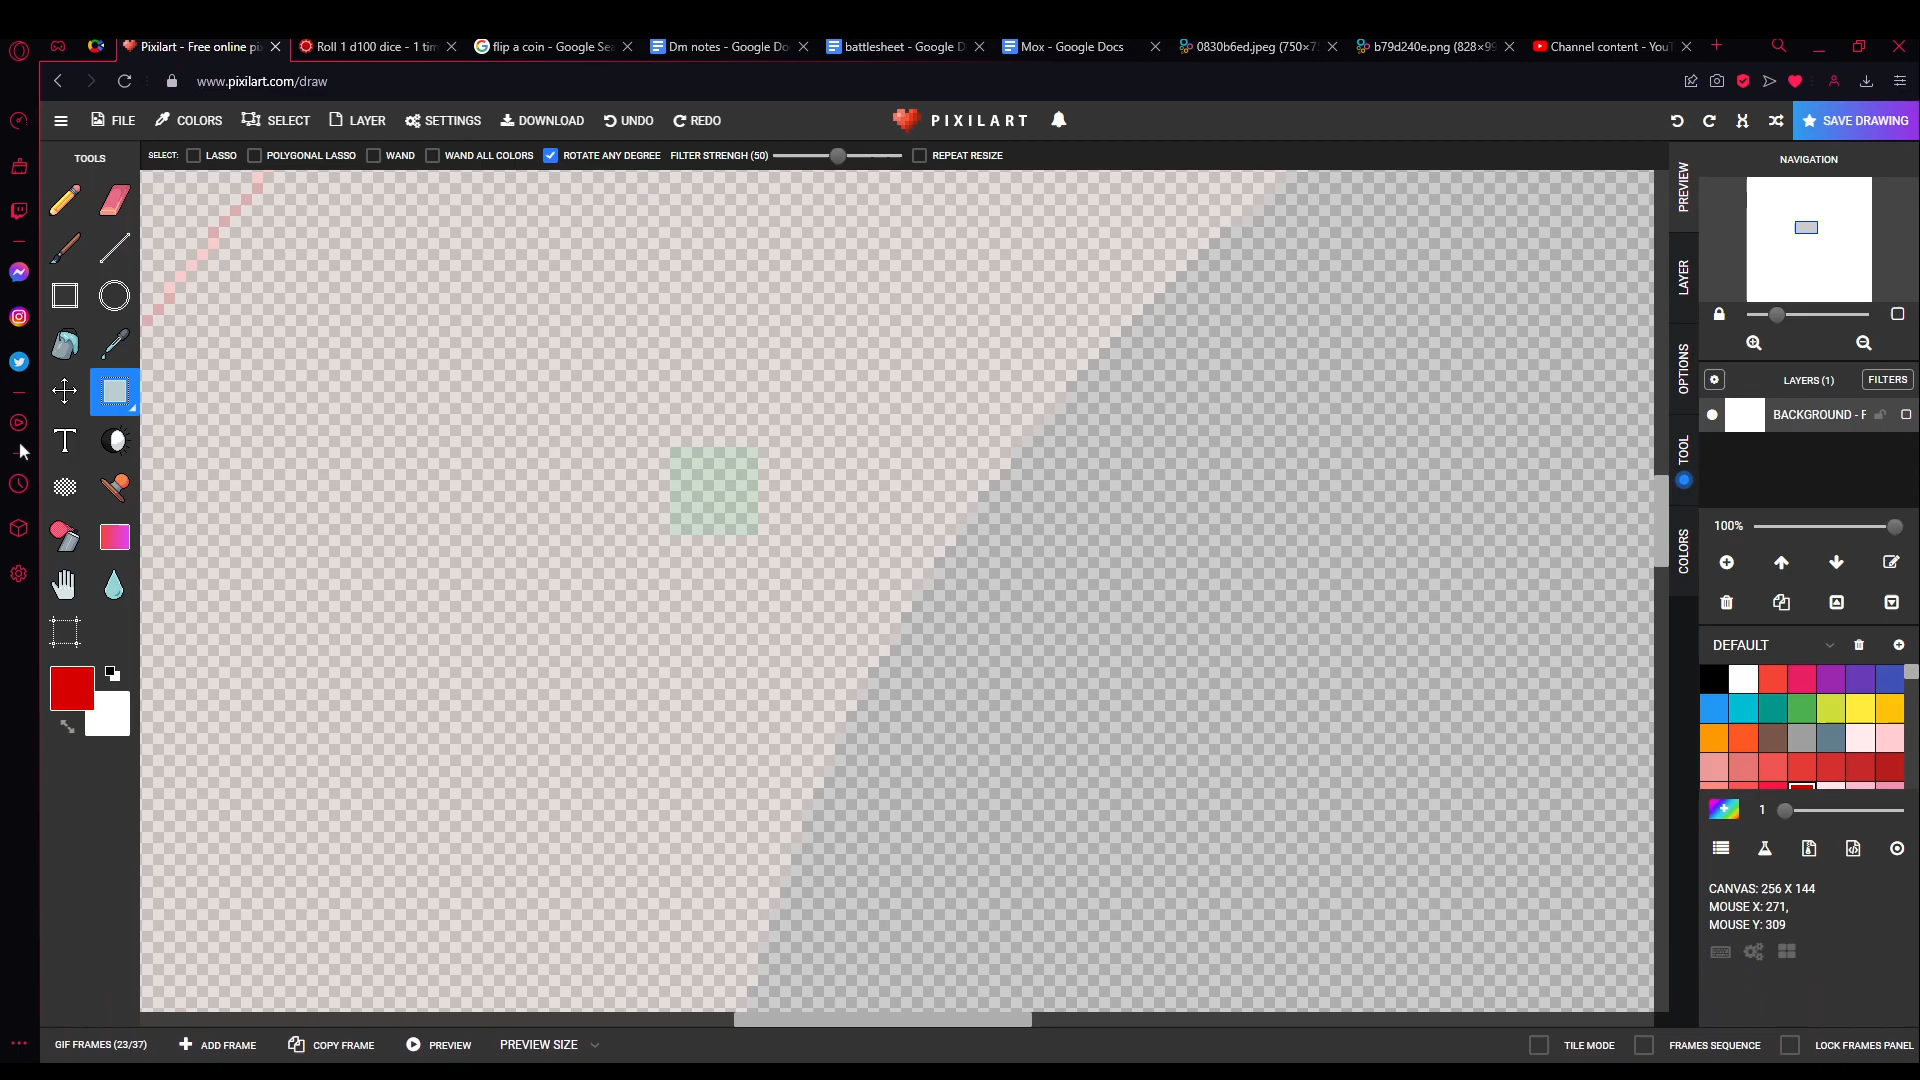 Pixilart - Free online pi
Roll 1 d100 dice - 1 tim
flip a coin - Google Se
Dm notes - Google Do
battlesheet - Google D
Mox - Google Docs
0830b6ed.jpeg (750×7
b79d240e.png (828×99
Channel content - YouT
www.pixilart.com/draw
FILE COLORS SELECT LAYER SETTINGS DOWNLOAD UNDO REDO
PIXILART
SAVE DRAWING
TOOLS
SELECT: LASSO POLYGONAL LASSO WAND WAND ALL COLORS ROTATE ANY DEGREE FILTER STRENGH (50) REPEAT RESIZE
NAVIGATION
PREVIEW
LAYER
OPTIONS
TOOL
COLORS
LAYERS (1)
FILTERS
BACKGROUND - F
100%
DEFAULT
1
CANVAS: 256 X 144
MOUSE X: 271,
MOUSE Y: 309
GIF FRAMES (23/37) ADD FRAME COPY FRAME PREVIEW PREVIEW SIZE
TILE MODE FRAMES SEQUENCE LOCK FRAMES PANEL